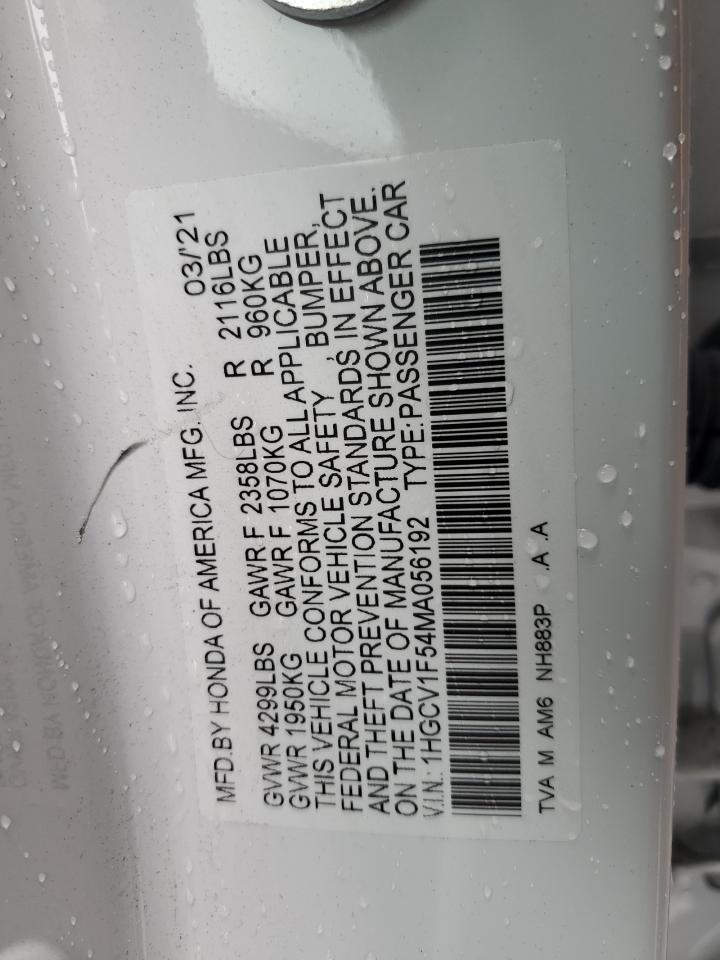 MFD.BY HONDA OF AMERICA MFG. INC. 03/'21
GVWR 4299LBS GAWR F 2358LBS R 2116LBS
GVWR 1950KG GAWR F 1070KG R 960KG
THIS VEHICLE CONFORMS TO ALL APPLICABLE
FEDERAL MOTOR VEHICLE SAFETY, BUMPER,
AND THEFT PREVENTION STANDARDS IN EFFECT
ON THE DATE OF MANUFACTURE SHOWN ABOVE.
V.I.N.: 1HGCV1F54MA056192 TYPE:PASSENGER CAR
TVA M AM6 NH883P .A .A